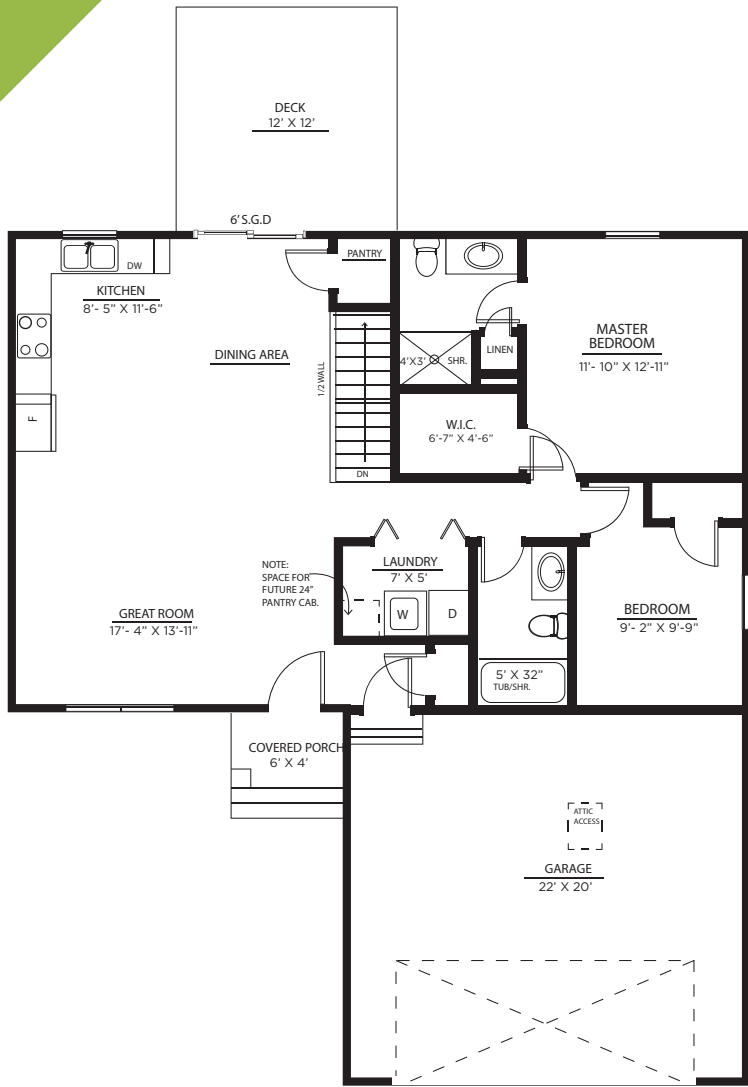 DECK
12’ X 12’
6’ S.G.D
PANTRY
DW
KITCHEN
8’- 5” X 11’-6”
DINING AREA
1/2 WALL
4’X3’ SHR.
LINEN
MASTER
BEDROOM
11’- 10” X 12’-11”
F
W.I.C.
6’-7” X 4’-6”
DN
LAUNDRY
7’ X 5’
NOTE:
SPACE FOR
FUTURE 24”
PANTRY CAB.
W
D
GREAT ROOM
17’- 4” X 13’-11”
BEDROOM
9’- 2” X 9’-9”
5’ X 32”
TUB/SHR.
COVERED PORCH
6’ X 4’
ATTIC
ACCESS
GARAGE
22’ X 20’